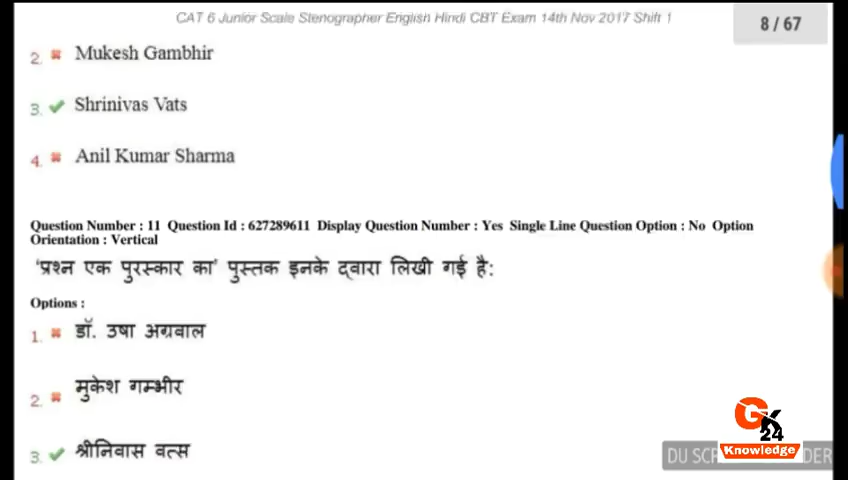 CAT 6 Junior Scale Stenographer English Hindi CBT Exam 14th Nov 2017 Shift 1
8 / 67
2. Mukesh Gambhir
3. Shrinivas Vats
4. Anil Kumar Sharma
Question Number : 11 Question Id : 627289611 Display Question Number : Yes Single Line Question Option : No Option
Orientation : Vertical
'प्रश्न एक पुरस्कार का' पुस्तक इनके द्वारा लिखी गई है:
Options :
1. डॉ. उषा अग्रवाल
2. मुकेश गम्भीर
3. श्रीनिवास वत्स
GK
24
Knowledge
DU SC
DER